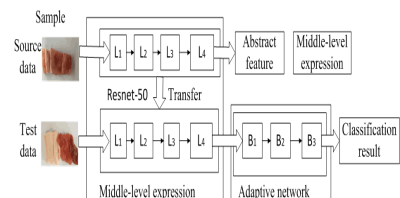 Sample
Source
data
L1 L2 L3 L4
Abstract
feature
Middle-level
expression
Resnet-50 Transfer
Test
data
L1 L2 L3 L4
B1 B2 B3
Classification
result
Middle-level expression
Adaptive network